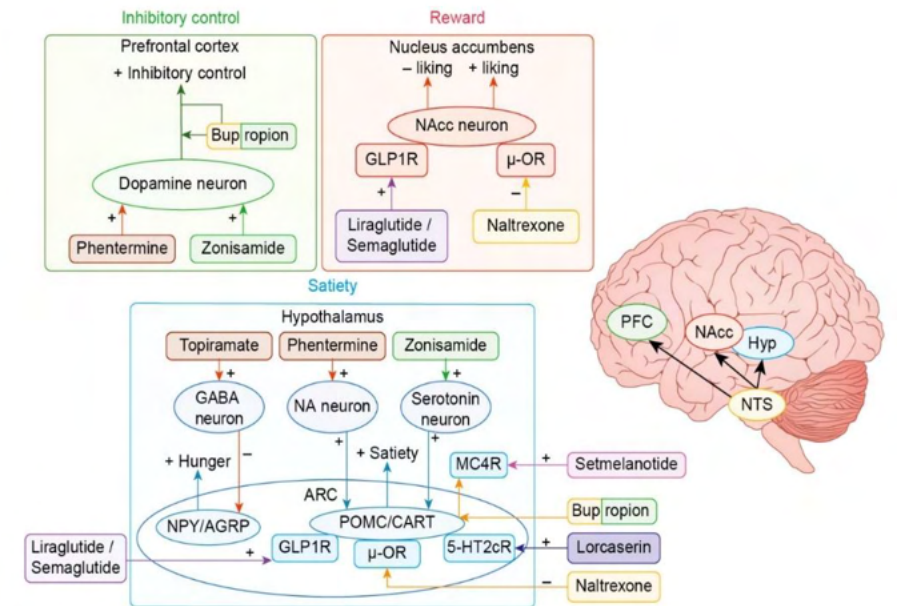 Inhibitory control
Prefrontal cortex
+ Inhibitory control
Bupropion
Dopamine neuron
+
+
Phentermine
Zonisamide
Reward
Nucleus accumbens
– liking
+ liking
NAcc neuron
GLP1R
μ-OR
+
–
Liraglutide /
Semaglutide
Naltrexone
Satiety
Hypothalamus
Topiramate
Phentermine
Zonisamide
+
+
+
GABA
neuron
NA neuron
Serotonin
neuron
–
+
+
+ Hunger
+ Satiety
MC4R
+
Setmelanotide
ARC
NPY/AGRP
POMC/CART
Bupropion
Liraglutide /
Semaglutide
+
GLP1R
μ-OR
5-HT2cR
+
Lorcaserin
–
Naltrexone
PFC
NAcc
Hyp
NTS